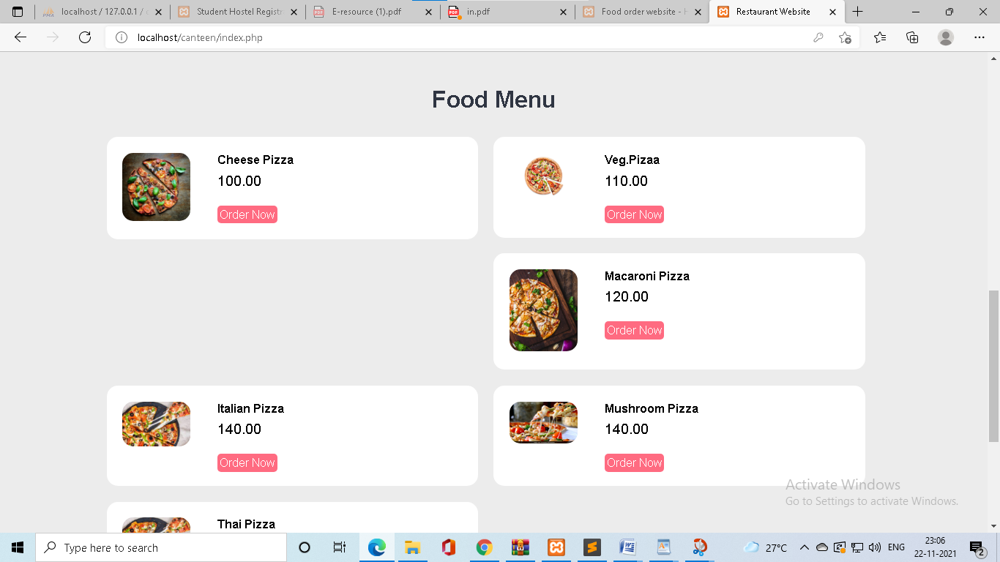 localhost / 127.0.0.1 /
Student Hostel Registr
E-resource (1).pdf
in.pdf
Food order website -
Restaurant Website
localhost/canteen/index.php
Food Menu
Cheese Pizza
100.00
Order Now
Veg.Pizaa
110.00
Order Now
Macaroni Pizza
120.00
Order Now
Italian Pizza
140.00
Order Now
Mushroom Pizza
140.00
Order Now
Thai Pizza
Activate Windows
Go to Settings to activate Windows.
Type here to search
27°C
ENG
23:06
22-11-2021
2